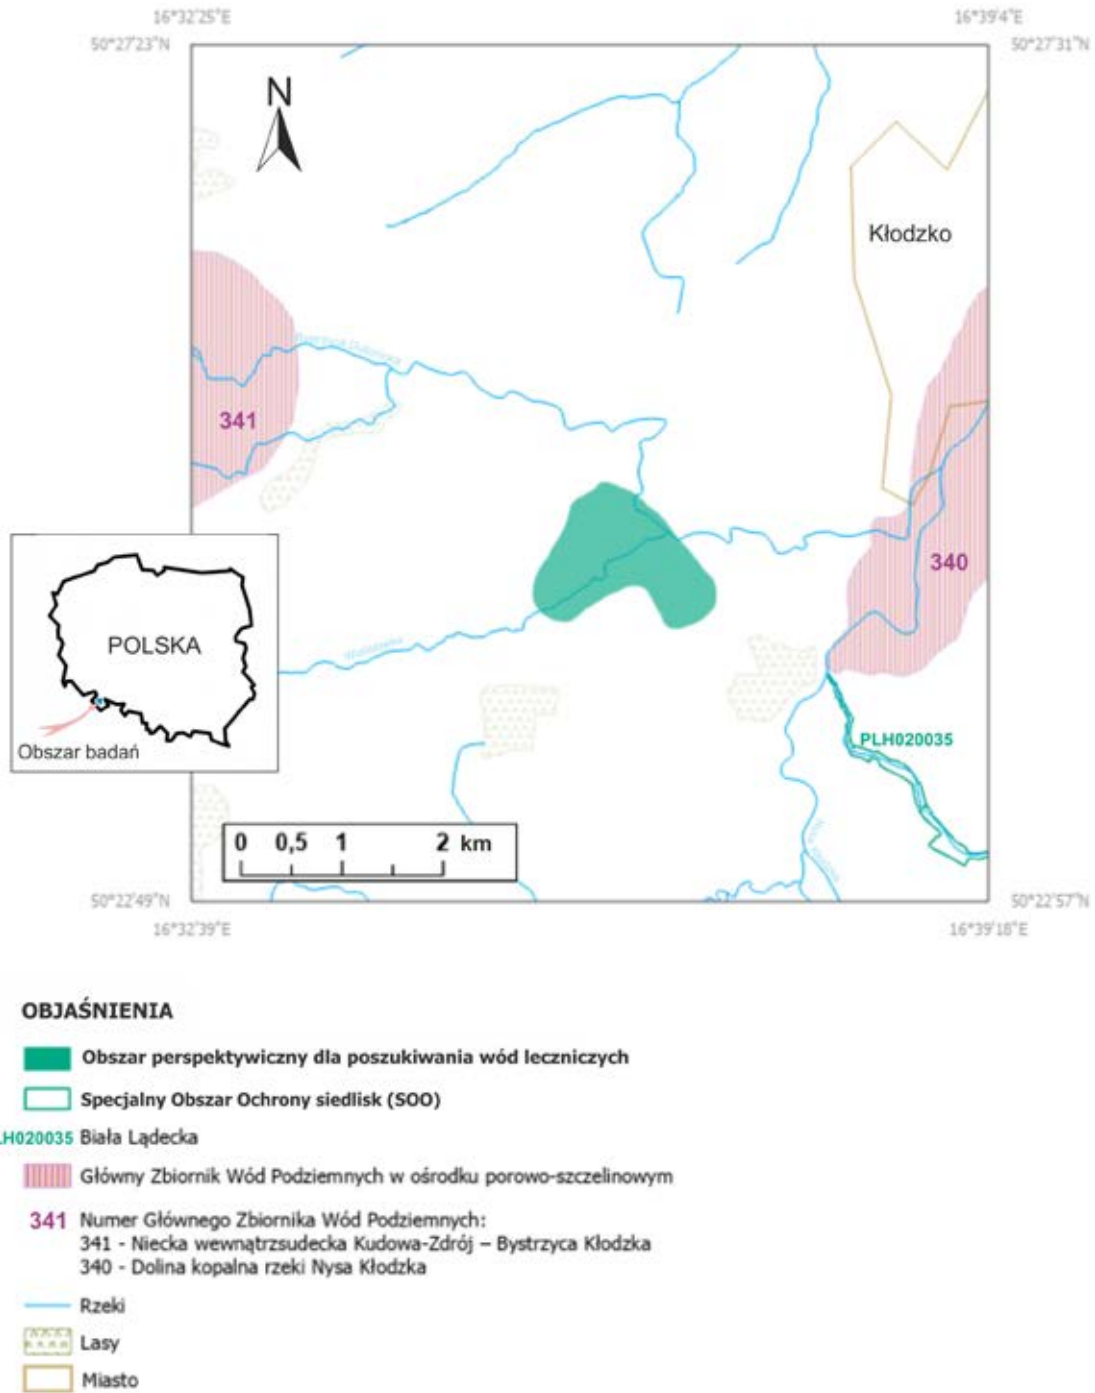 16°32'25"E 16°39'4"E
50°27'23"N 50°27'31"N
N
Kłodzko
341
340
POLSKA
Obszar badań
PLH020035
0 0,5 1 2 km
50°22'49"N 50°22'57"N
16°32'39"E 16°39'18"E
OBJAŚNIENIA
Obszar perspektywiczny dla poszukiwania wód leczniczych
Specjalny Obszar Ochrony siedlisk (SOO)
LH020035 Biała Lądecka
Główny Zbiornik Wód Podziemnych w ośrodku porowo-szczelinowym
341 Numer Głównego Zbiornika Wód Podziemnych:
341 - Niecka wewnątrzsudecka Kudowa-Zdrój – Bystrzyca Kłodzka
340 - Dolina kopalna rzeki Nysa Kłodzka
Rzeki
Lasy
Miasto